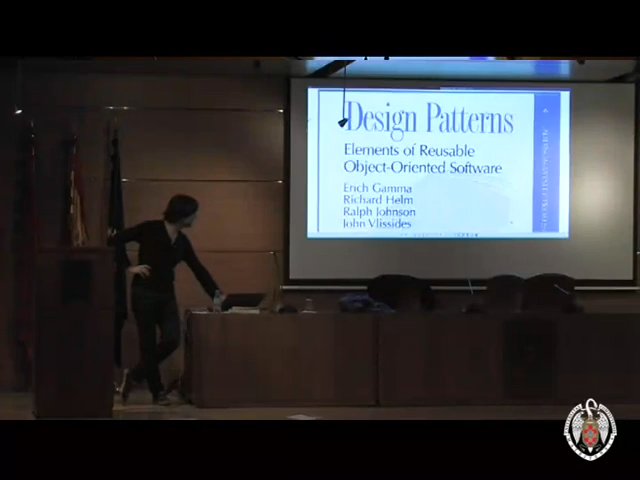 Design Patterns
Elements of Reusable
Object-Oriented Software
Erich Gamma
Richard Helm
Ralph Johnson
John Vlissides